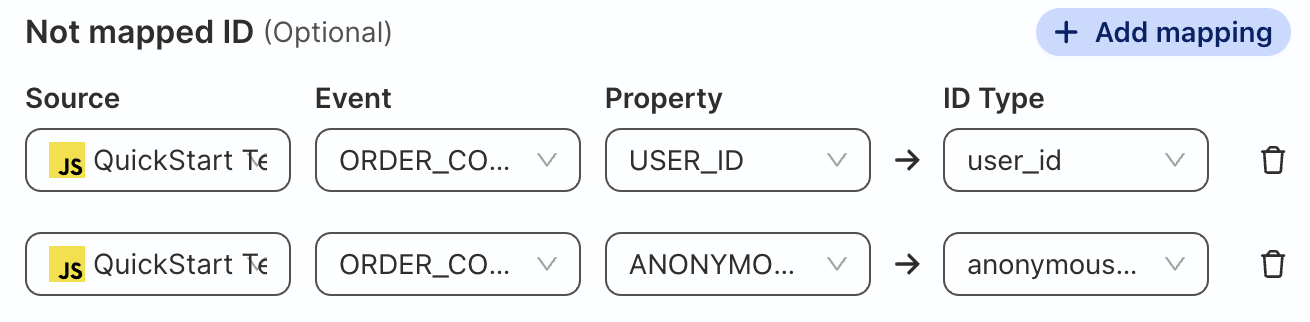 Not mapped ID (Optional)
+ Add mapping
Source Event Property ID Type
JS QuickStart Te ORDER_CO... USER_ID → user_id
JS QuickStart Te ORDER_CO... ANONYMO... → anonymous...